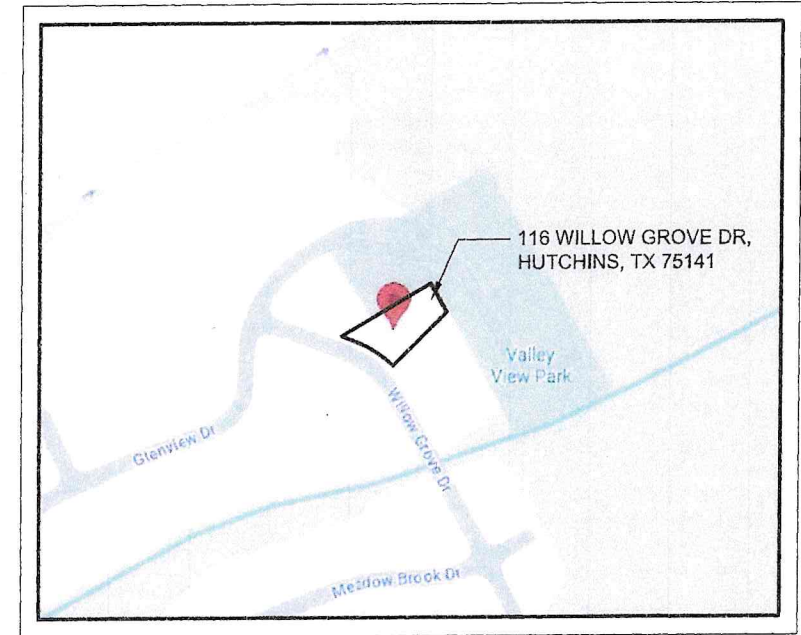 116 WILLOW GROVE DR,
HUTCHINS, TX 75141
Valley
View Park
Willow Grove Dr
Glenview Dr
Meadow Brook Dr